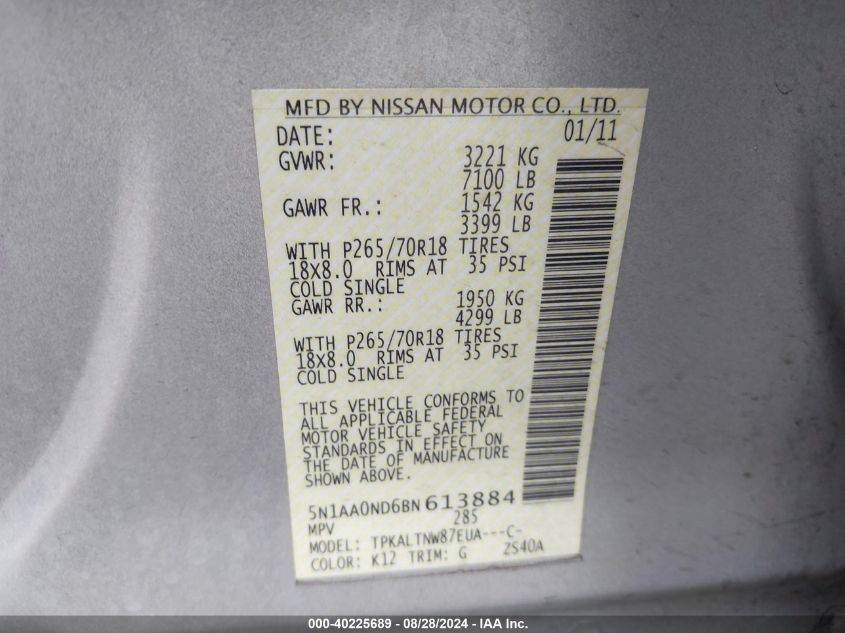 MFD BY NISSAN MOTOR CO., LTD.
DATE: 01/11
GVWR: 3221 KG
7100 LB
GAWR FR.: 1542 KG
3399 LB
WITH P265/70R18 TIRES
18X8.0 RIMS AT 35 PSI
COLD SINGLE
GAWR RR.: 1950 KG
4299 LB
WITH P265/70R18 TIRES
18X8.0 RIMS AT 35 PSI
COLD SINGLE
THIS VEHICLE CONFORMS TO
ALL APPLICABLE FEDERAL
MOTOR VEHICLE SAFETY
STANDARDS IN EFFECT ON
THE DATE OF MANUFACTURE
SHOWN ABOVE.
5N1AA0ND6BN613884
MPV 285
MODEL: TPKALTNW87EUA---C-
COLOR: K12 TRIM: G ZS40A
000-40225689 | 08/28/2024 - IAA Inc.